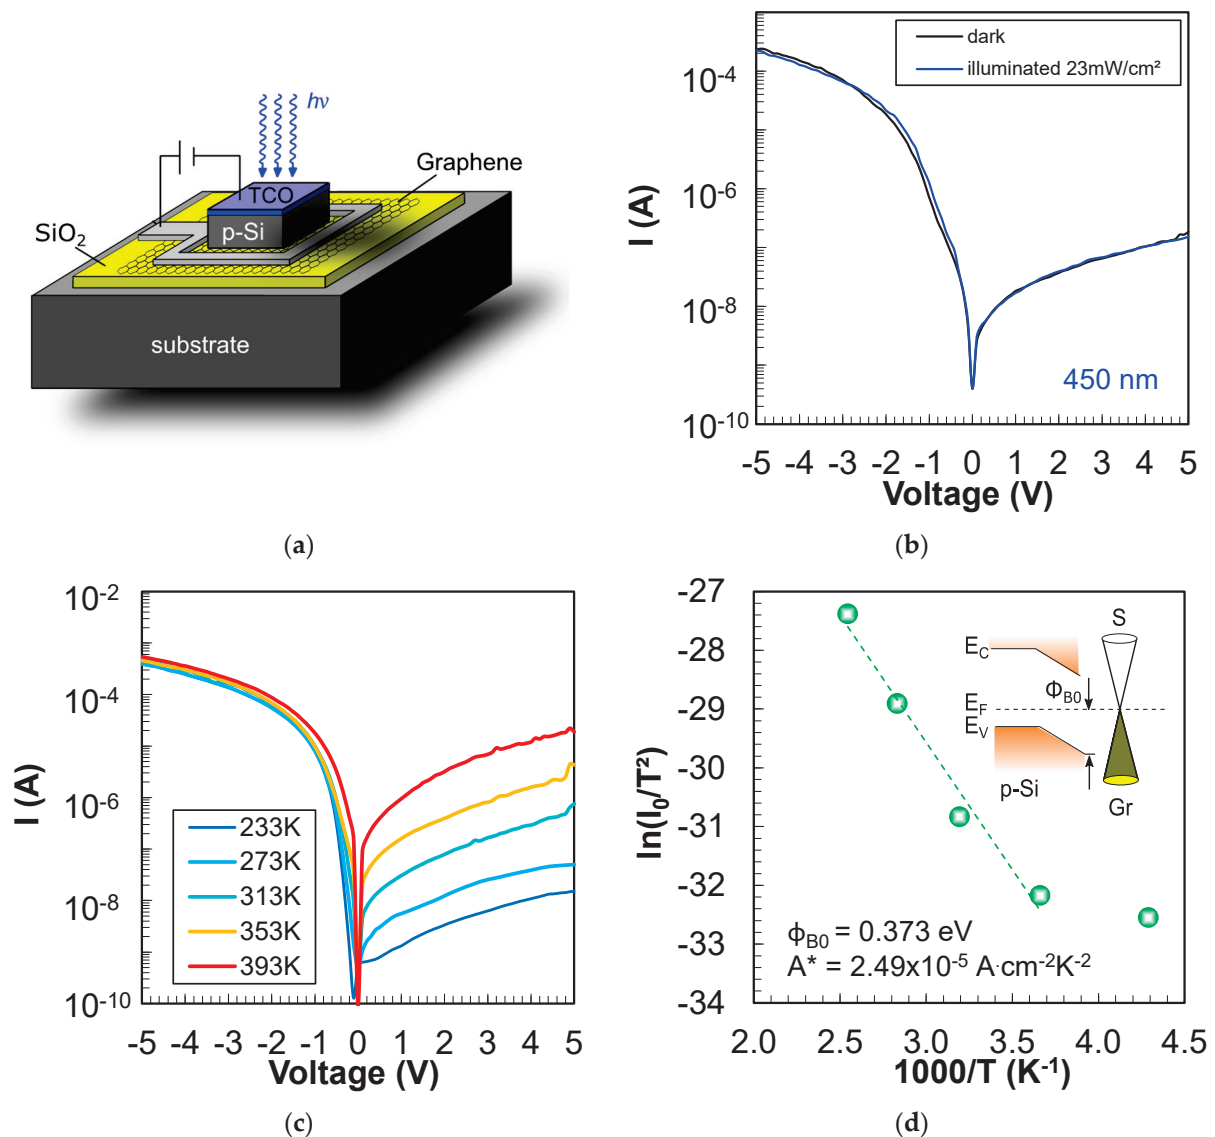 hν
Graphene
TCO
SiO₂
p-Si
substrate
(a)
dark
illuminated 23mW/cm²
I (A)
10⁻⁴
10⁻⁶
10⁻⁸
10⁻¹⁰
450 nm
-5 -4 -3 -2 -1 0 1 2 3 4 5
Voltage (V)
(b)
I (A)
10⁻²
10⁻⁴
10⁻⁶
10⁻⁸
10⁻¹⁰
233K
273K
313K
353K
393K
-5 -4 -3 -2 -1 0 1 2 3 4 5
Voltage (V)
(c)
ln(I₀/T²)
-27
-28
-29
-30
-31
-32
-33
-34
S
E_C
Φ_B0
E_F
E_V
p-Si
Gr
ϕ_B0 = 0.373 eV
A* = 2.49x10⁻⁵ A·cm⁻²K⁻²
2.0 2.5 3.0 3.5 4.0 4.5
1000/T (K⁻¹)
(d)